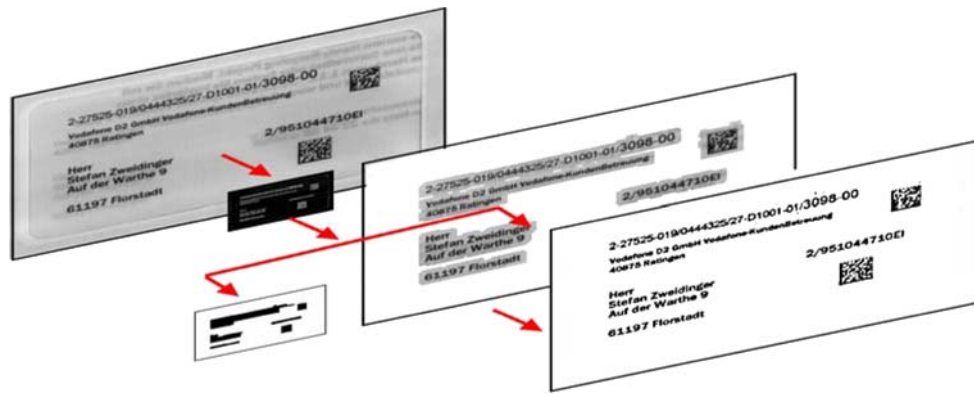 2-27525-019/0444325/27-D1001-01/3098-00
Vodafone D2 GmbH Vodafone-KundenBetreuung
40875 Ratingen
2/951044710EI
Herr
Stefan Zweidinger
Auf der Warthe 9
61197 Florstadt
2-27525-019/0444325/27-D1001-01/3098-00
Vodafone D2 GmbH Vodafone-KundenBetreuung
40875 Ratingen
2/951044710EI
Herr
Stefan Zweidinger
Auf der Warthe 9
61197 Florstadt
2-27525-019/0444325/27-D1001-01/3098-00
Vodafone D2 GmbH Vodafone-KundenBetreuung
40875 Ratingen
2/951044710EI
Herr
Stefan Zweidinger
Auf der Warthe 9
61197 Florstadt